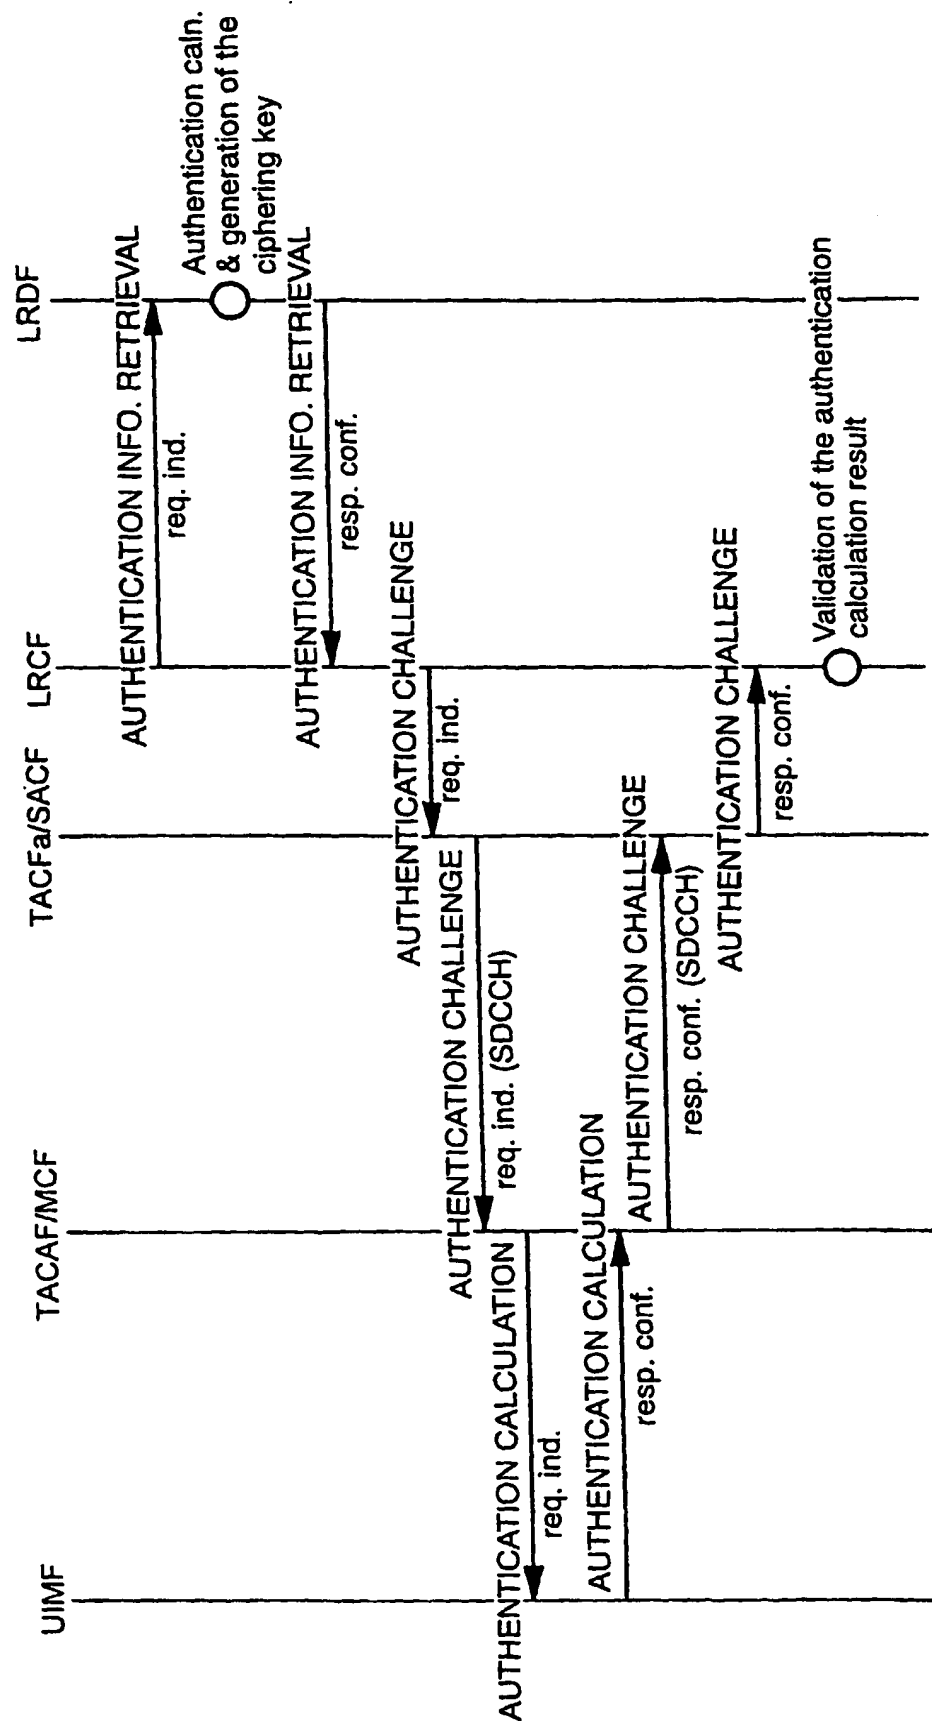 UIMF
TACAF/MCF
TACFa/SACF
LRCF
LRDF
AUTHENTICATION INFO. RETRIEVAL
req. ind.
Authentication caln.
& generation of the
ciphering key
AUTHENTICATION INFO. RETRIEVAL
resp. conf.
AUTHENTICATION CHALLENGE
req. ind.
AUTHENTICATION CHALLENGE
req. ind. (SDCCH)
AUTHENTICATION CALCULATION
req. ind.
AUTHENTICATION CALCULATION
resp. conf.
AUTHENTICATION CHALLENGE
resp. conf. (SDCCH)
AUTHENTICATION CHALLENGE
resp. conf.
Validation of the authentication
calculation result